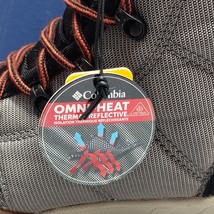 Columbia
OMNI-HEAT
THERMAL REFLECTIVE
ISOLATION THERMIQUE RÉFLÉCHISSANTE